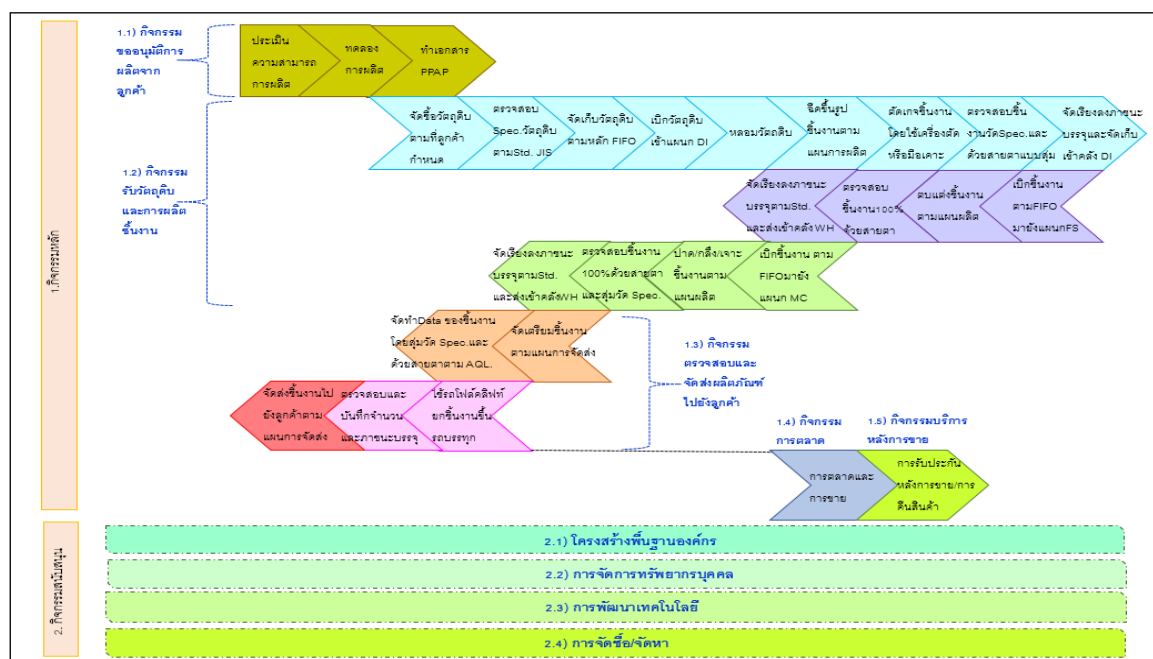 1.กิจกรรมหลัก
1.1) กิจกรรม
ขออนุมัติการ
ผลิตจาก
ลูกค้า
ประเมิน
ความสามารถ
การผลิต
ทดลอง
การผลิต
ทำเอกสาร
PPAP
1.2) กิจกรรม
รับวัตถุดิบ
และการผลิต
ชิ้นงาน
จัดซื้อวัตถุดิบ
ตามที่ลูกค้า
กำหนด
ตรวจสอบ
Spec.วัตถุดิบ
ตามStd. JIS
จัดเก็บวัตถุดิบ
ตามหลัก FIFO
เบิกวัตถุดิบ
เข้าแผนก DI
หลอมวัตถุดิบ
ฉีดขึ้นรูป
ชิ้นงานตาม
แผนการผลิต
ตัดเกจชิ้นงาน
โดยใช้เครื่องตัด
หรือมือเคาะ
ตรวจสอบชิ้น
งานวัดSpec.และ
ด้วยสายตาแบบสุ่ม
จัดเรียงลงภาชนะ
บรรจุและจัดเก็บ
เข้าคลัง DI
จัดเรียงลงภาชนะ
บรรจุตามStd.
และส่งเข้าคลัง WH
ตรวจสอบ
ชิ้นงาน100%
ด้วยสายตา
ตบแต่งชิ้นงาน
ตามแผนผลิต
เบิกชิ้นงาน
ตามFIFO
มายังแผนกFS
จัดเรียงลงภาชนะ
บรรจุตามStd.
และส่งเข้าคลังWH
ตรวจสอบชิ้นงาน
100%ด้วยสายตา
และสุ่มวัด Spec.
ปาด/กลึง/เจาะ
ชิ้นงานตาม
แผนผลิต
เบิกชิ้นงาน ตาม
FIFOมายัง
แผนก MC
จัดทำData ของชิ้นงาน
โดยสุ่มวัด Spec.และ
ด้วยสายตาตาม AQL.
จัดเตรียมชิ้นงาน
ตามแผนการจัดส่ง
1.3) กิจกรรม
ตรวจสอบและ
จัดส่งผลิตภัณฑ์
ไปยังลูกค้า
จัดส่งชิ้นงานไป
ยังลูกค้าตาม
แผนการจัดส่ง
ตรวจสอบและ
บันทึกจำนวน
และภาชนะบรรจุ
ใช้รถโฟล์คลิฟท์
ยกชิ้นงานขึ้น
รถบรรทุก
1.4) กิจกรรม
การตลาด
1.5) กิจกรรมบริการ
หลังการขาย
การตลาดและ
การขาย
การรับประกัน
หลังการขาย/การ
คืนสินค้า
2. กิจกรรมสนับสนุน
2.1) โครงสร้างพื้นฐานองค์กร
2.2) การจัดการทรัพยากรบุคคล
2.3) การพัฒนาเทคโนโลยี
2.4) การจัดซื้อ/จัดหา